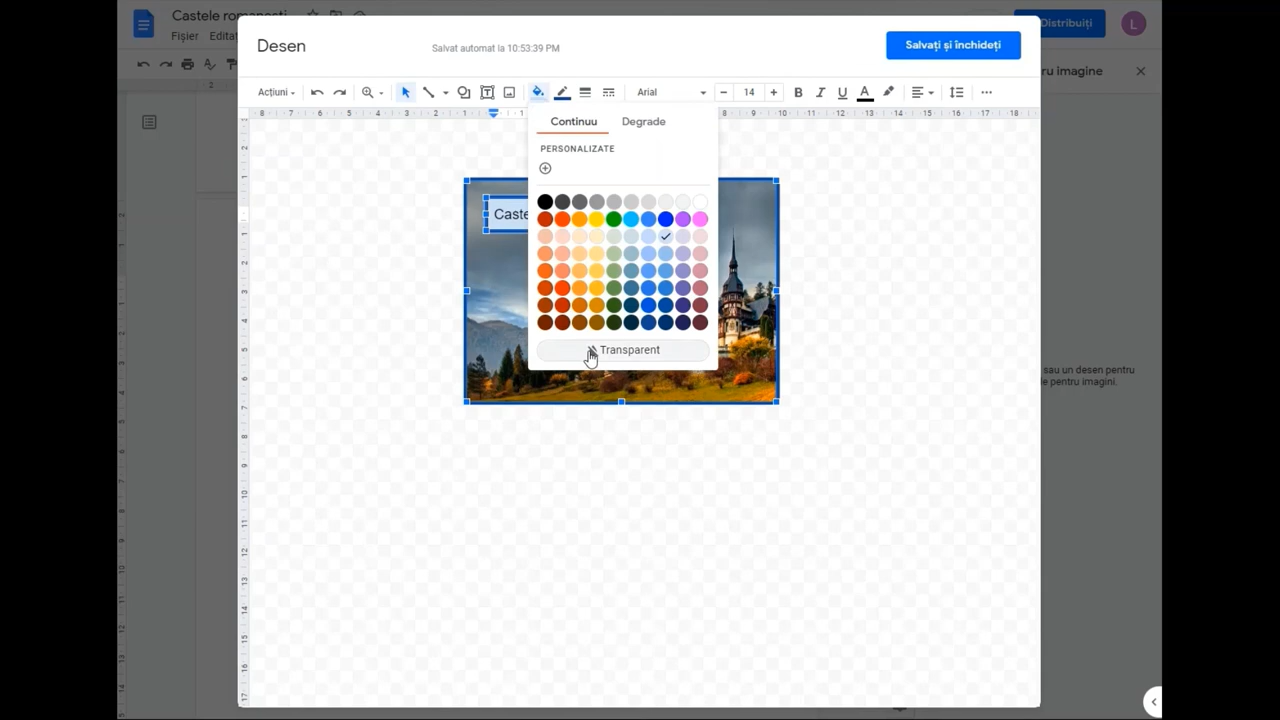 Castele romanesti
Fișier
Distribuiți
L
Desen
Salvat automat la 10:53:39 PM
Salvați și închideți
ru imagine
Acțiuni
Arial
14
Continuu
Degrade
PERSONALIZATE
Caste
Transparent
sau un desen pentru
le pentru imagini.